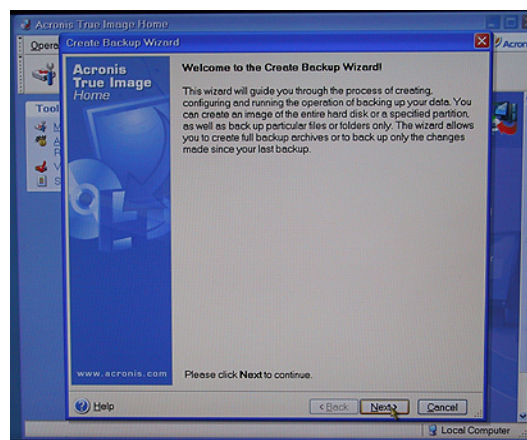 Acronis True Image Home
Opera
Create Backup Wizard
Acron
Acronis
True Image
Home
Welcome to the Create Backup Wizard!
This wizard will guide you through the process of creating,
configuring and running the operation of backing up your data. You
can create an image of the entire hard disk or a specified partition,
as well as back up particular files or folders only. The wizard allows
you to create full backup archives or to back up only the changes
made since your last backup.
Tool
M
A
R
V
S
www.acronis.com
Please click Next to continue.
Help
< Back
Next >
Cancel
Local Computer